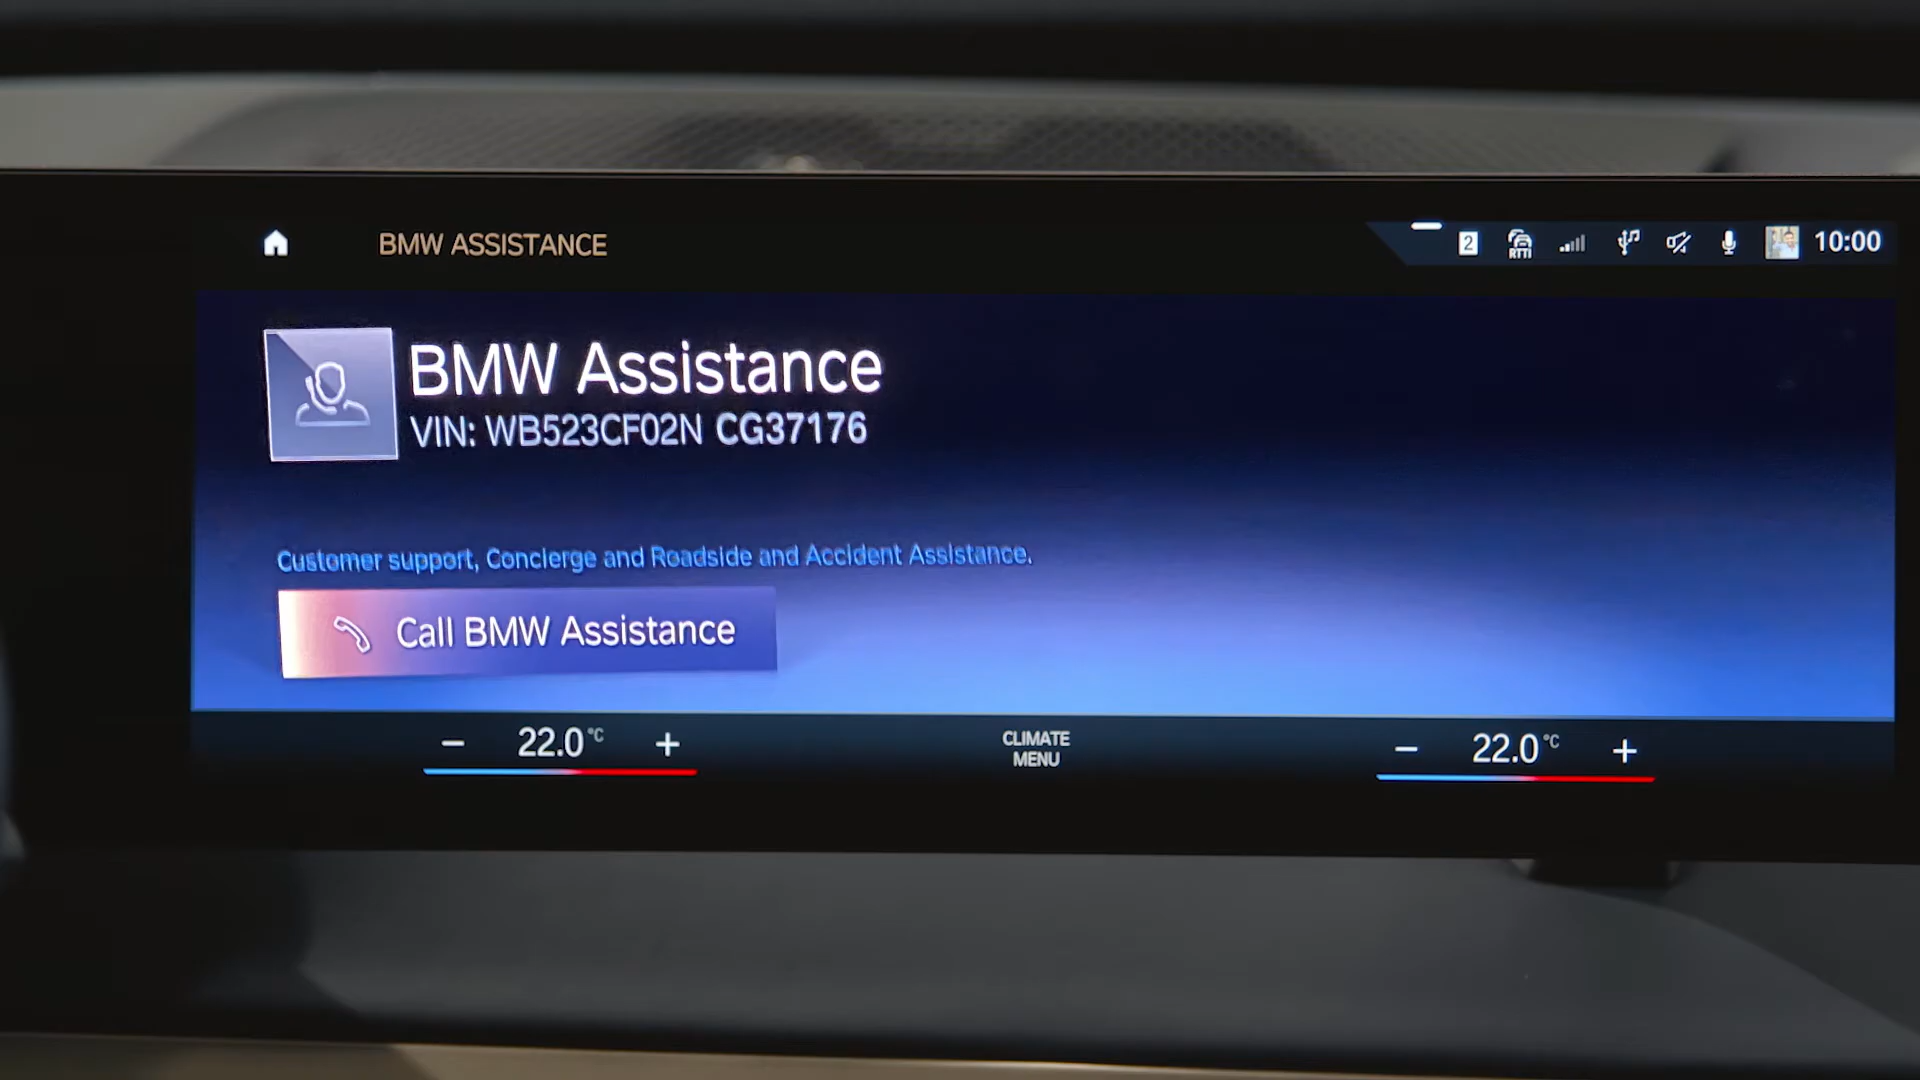 BMW ASSISTANCE
2
RTTI
10:00
BMW Assistance
VIN: WB523CF02N CG37176
Customer support, Concierge and Roadside and Accident Assistance.
Call BMW Assistance
− 22.0°C +
CLIMATE
MENU
− 22.0°C +